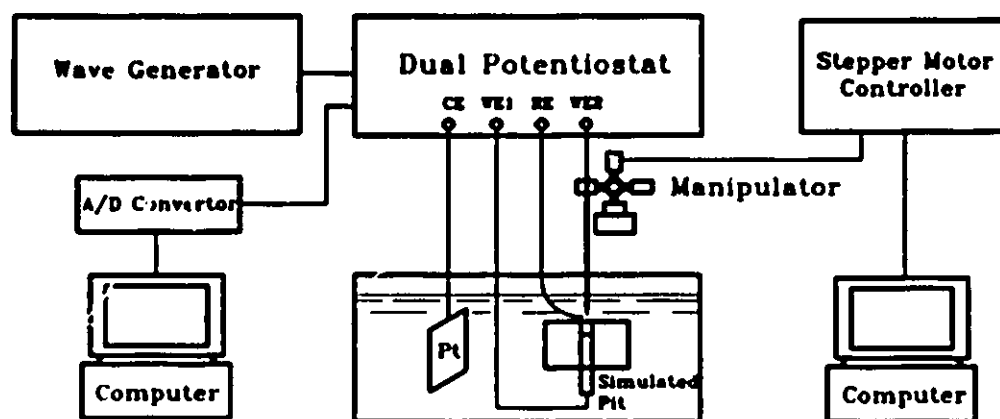 Wave Generator
Dual Potentiostat
CE WE1 RE WE2
Stepper Motor
Controller
Manipulator
A/D Convertor
Pt
Simulated
Pit
Computer
Computer